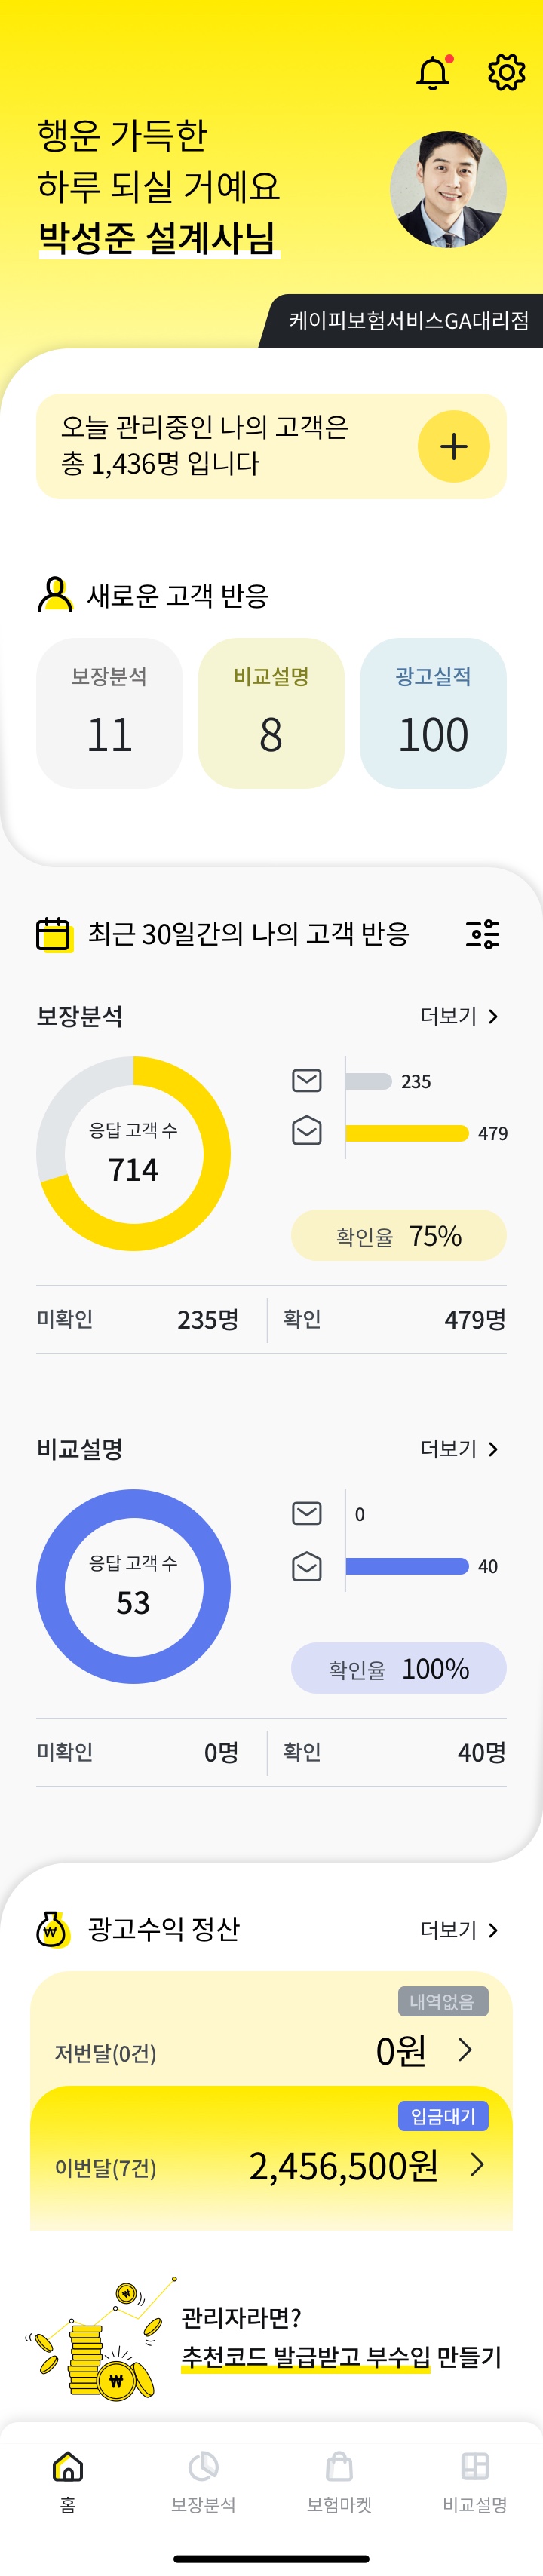 행운 가득한
하루 되실 거예요
박성준 설계사님
케이피보험서비스GA대리점
오늘 관리중인 나의 고객은
총 1,436명 입니다
새로운 고객 반응
보장분석 비교설명 광고실적
11 8 100
최근 30일간의 나의 고객 반응
보장분석 더보기 >
응답 고객 수
714
235
479
확인율 75%
미확인 235명 확인 479명
비교설명 더보기 >
응답 고객 수
53
0
40
확인율 100%
미확인 0명 확인 40명
광고수익 정산 더보기 >
내역없음
저번달(0건) 0원 >
입금대기
이번달(7건) 2,456,500원 >
관리자라면?
추천코드 발급받고 부수입 만들기
홈 보장분석 보험마켓 비교설명